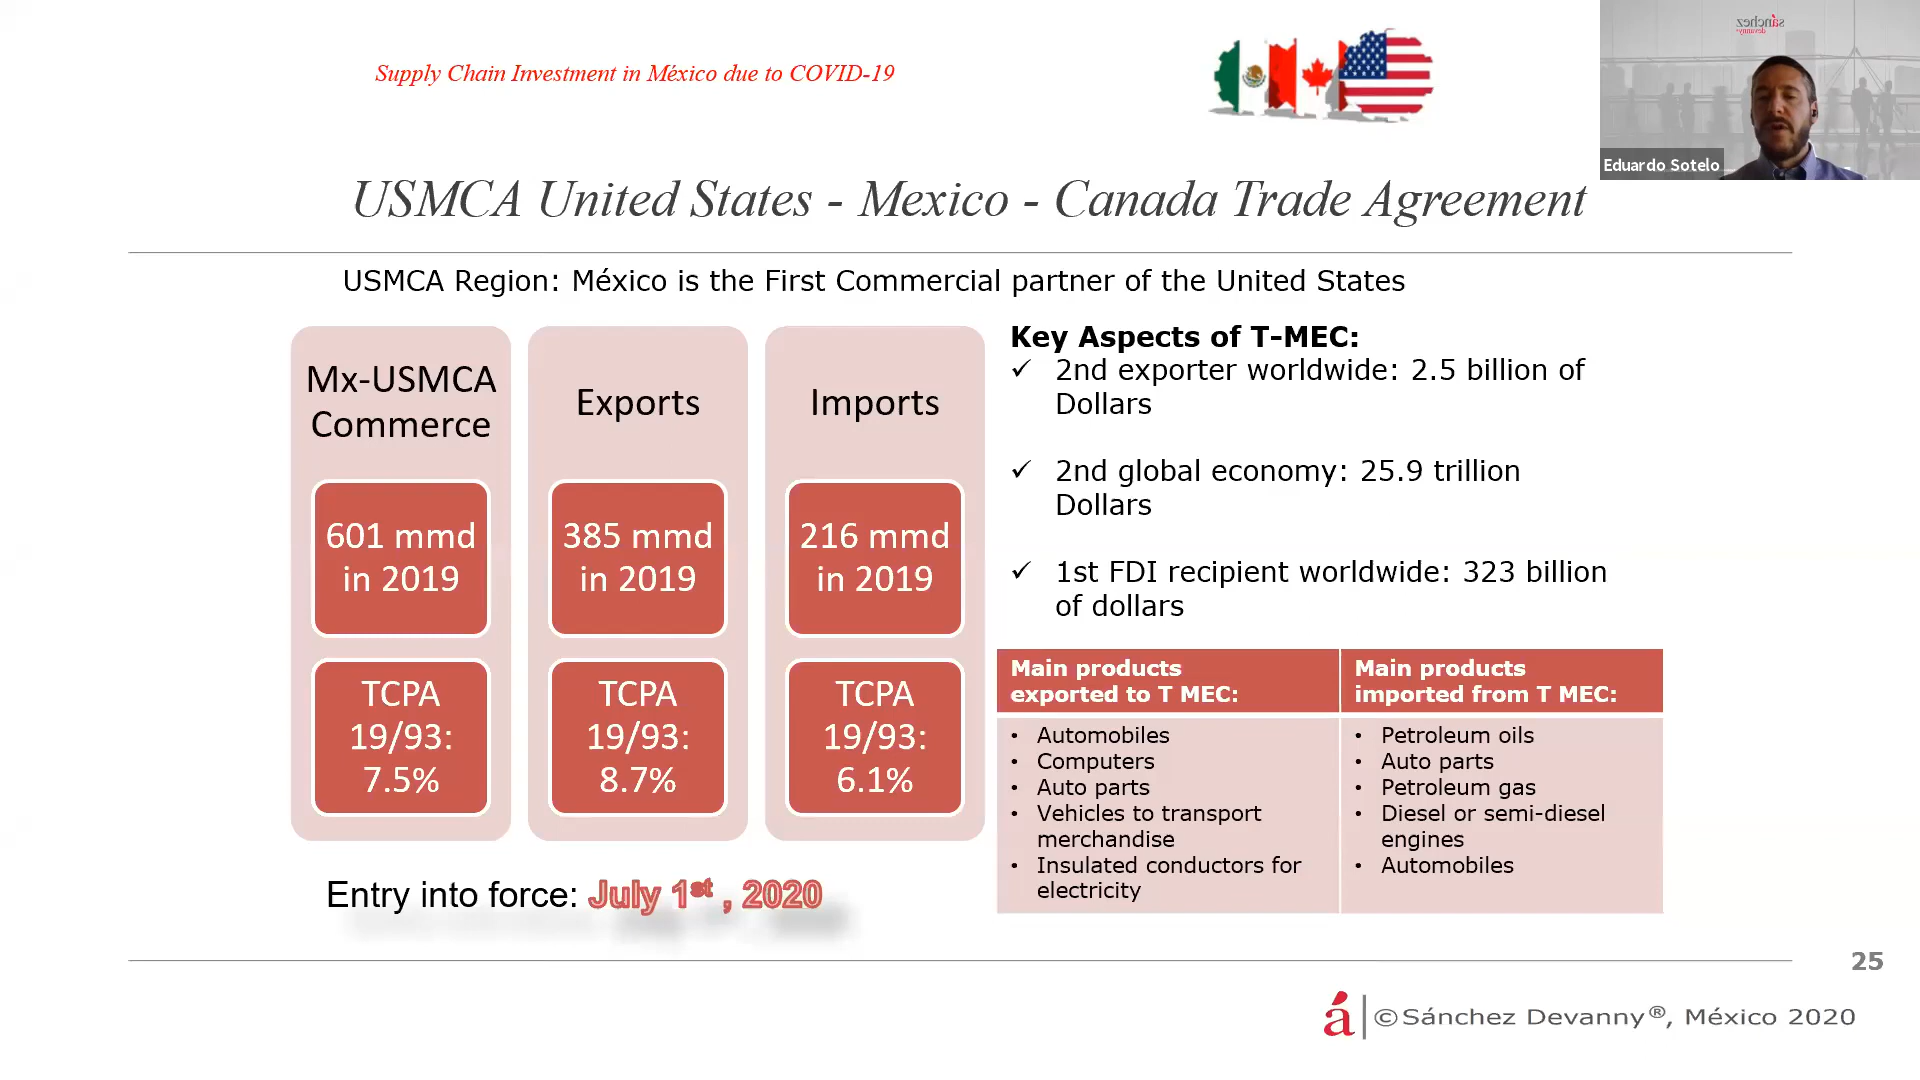 Supply Chain Investment in México due to COVID-19
sánchez
devanny
Eduardo Sotelo
USMCA United States - Mexico - Canada Trade Agreement
USMCA Region: México is the First Commercial partner of the United States
Mx-USMCA
Commerce
601 mmd
in 2019
TCPA
19/93:
7.5%
Exports
385 mmd
in 2019
TCPA
19/93:
8.7%
Imports
216 mmd
in 2019
TCPA
19/93:
6.1%
Key Aspects of T-MEC:
✓ 2nd exporter worldwide: 2.5 billion of
Dollars
✓ 2nd global economy: 25.9 trillion
Dollars
✓ 1st FDI recipient worldwide: 323 billion
of dollars
Main products
exported to T MEC:
• Automobiles
• Computers
• Auto parts
• Vehicles to transport
merchandise
• Insulated conductors for
electricity
Main products
imported from T MEC:
• Petroleum oils
• Auto parts
• Petroleum gas
• Diesel or semi-diesel
engines
• Automobiles
Entry into force: July 1st , 2020
25
á ©Sánchez Devanny®, México 2020